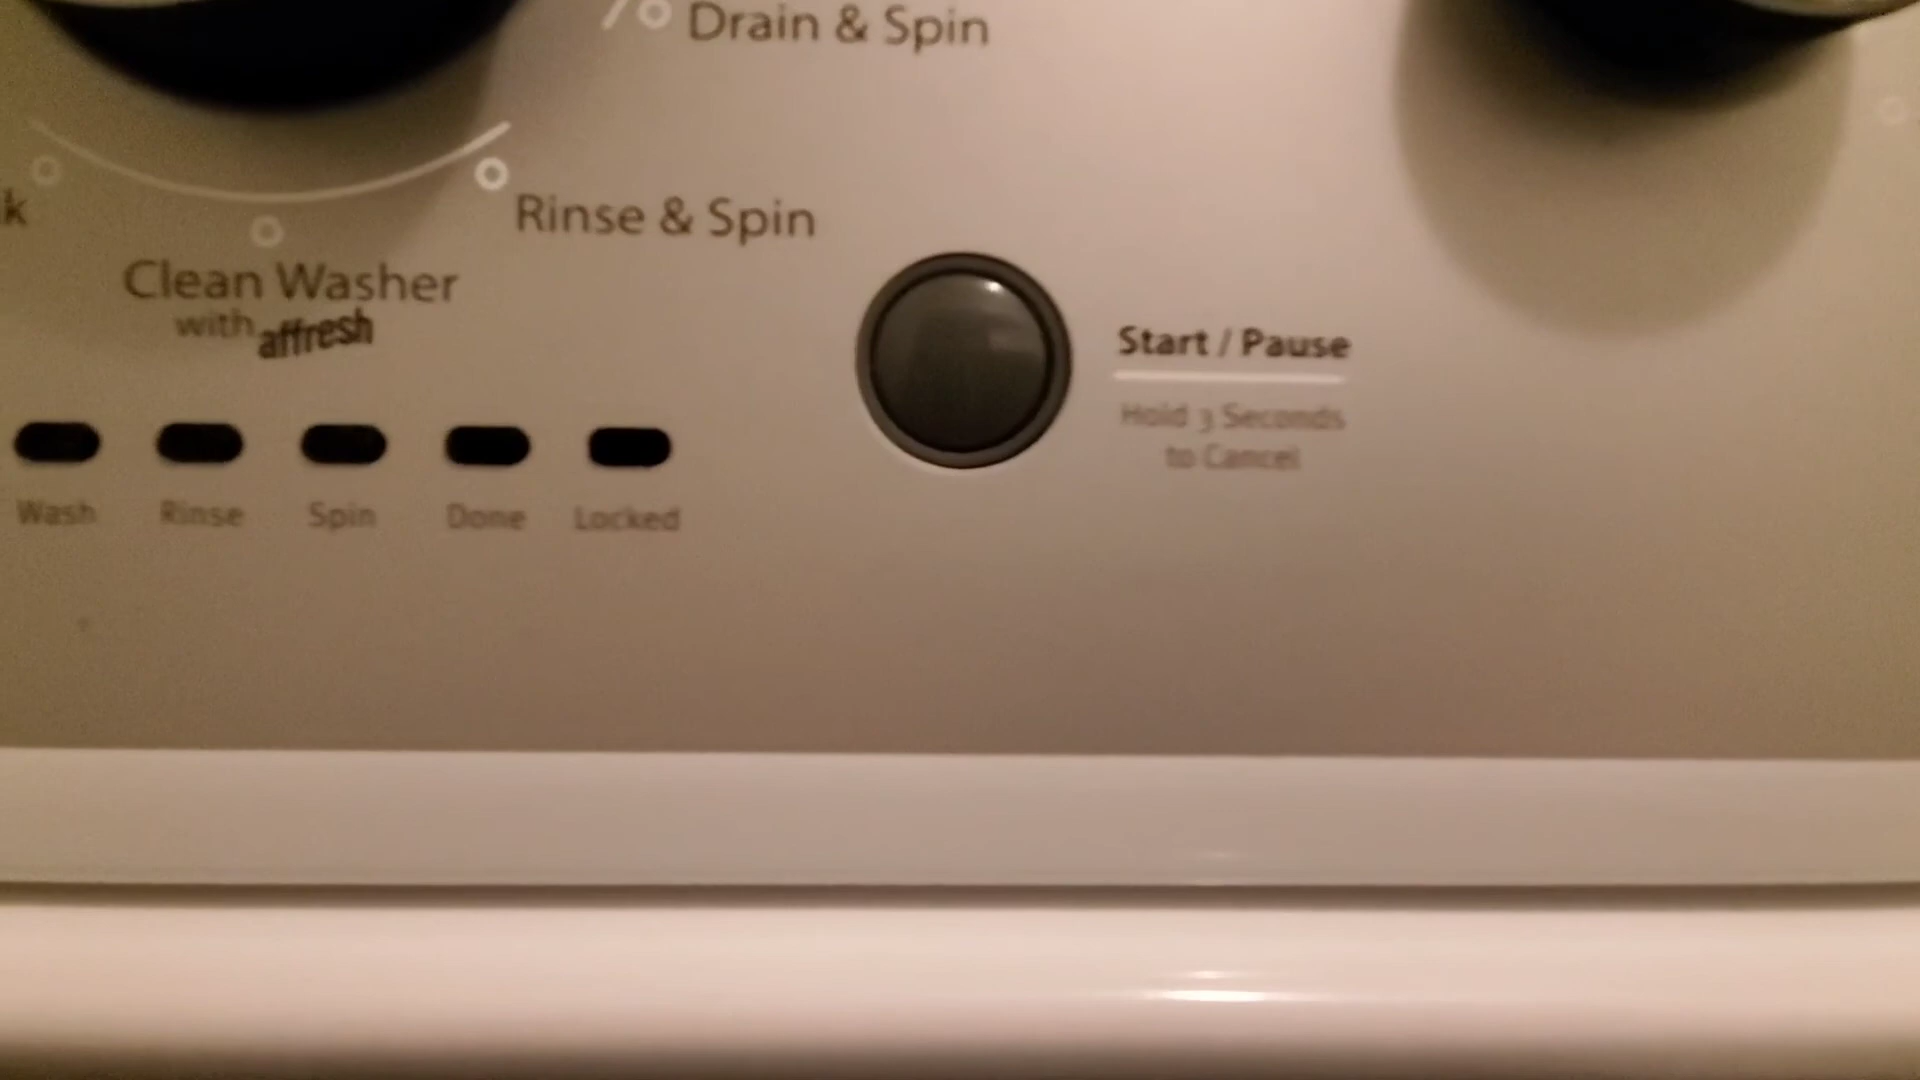 Drain & Spin
Rinse & Spin
k
Clean Washer
with affresh
Start / Pause
Hold 3 Seconds
to Cancel
Wash Rinse Spin Done Locked